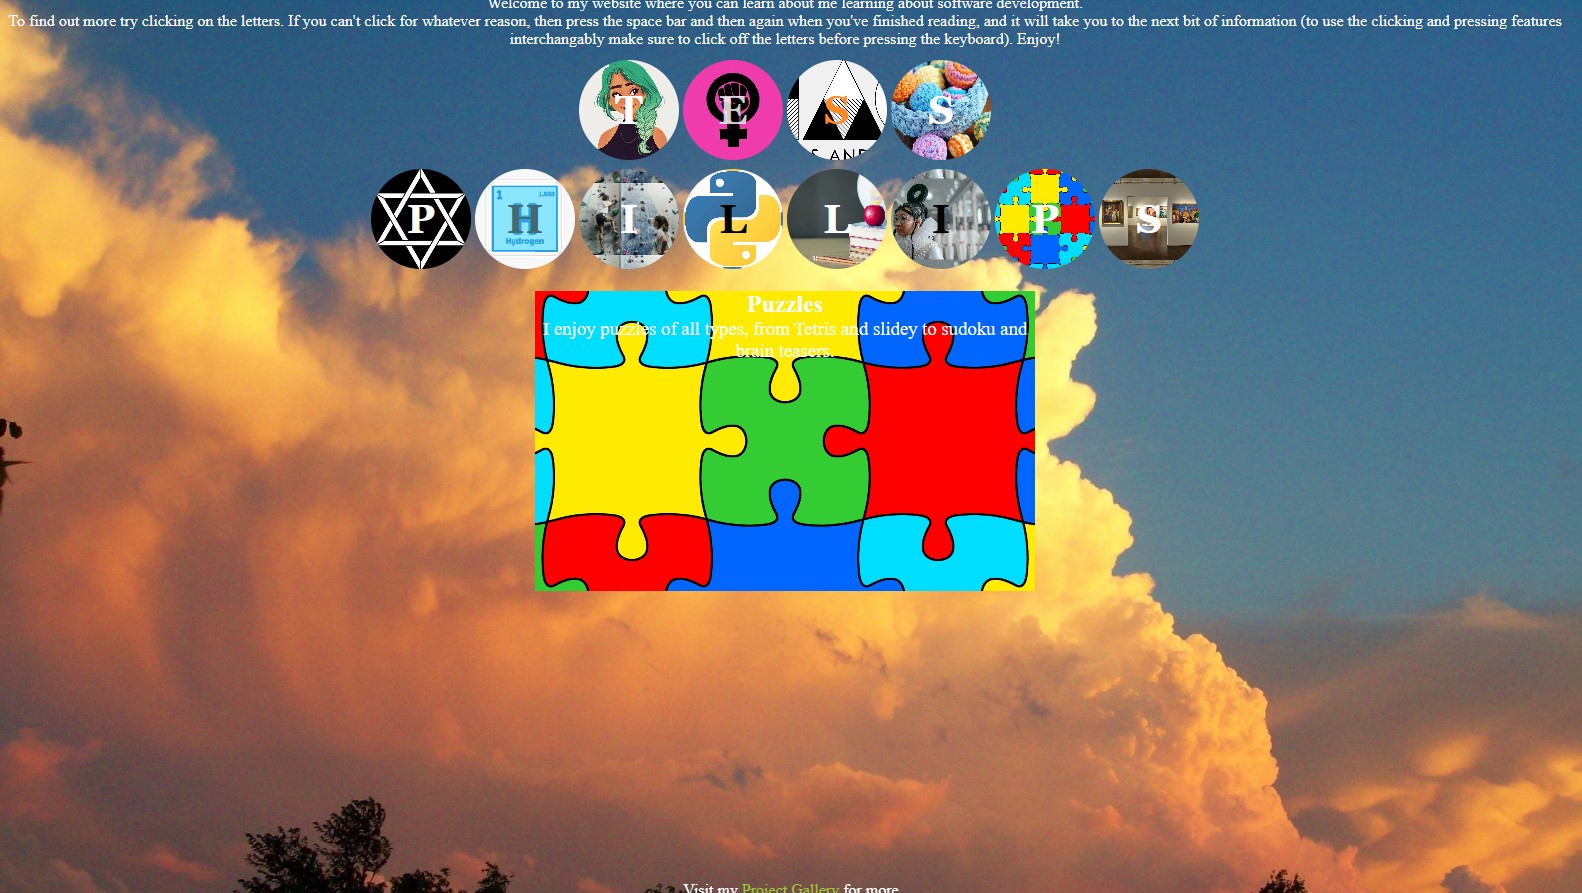 Welcome to my website where you can learn about me learning about software development.
To find out more try clicking on the letters. If you can't click for whatever reason, then press the space bar and then again when you've finished reading, and it will take you to the next bit of information (to use the clicking and pressing features
interchangably make sure to click off the letters before pressing the keyboard). Enjoy!
T E S S
S AND
P H I L L I P S
1 1.008
Hydrogen
Puzzles
I enjoy puzzles of all types, from Tetris and slidey to sudoku and
brain teasers.
Visit my Project Gallery for more